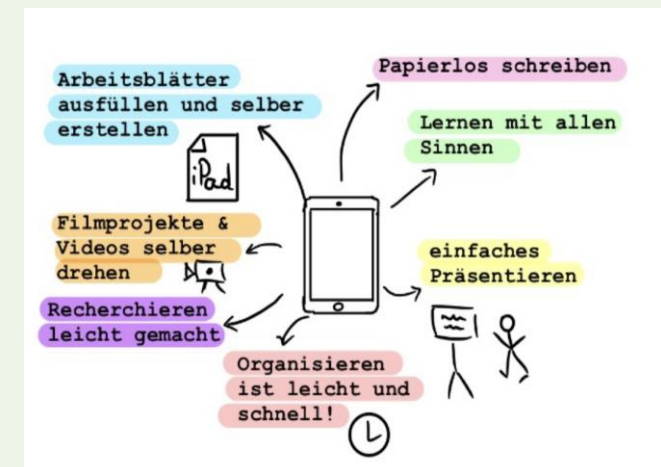 Arbeitsblätter
ausfüllen und selber
erstellen
iPad
Papierlos schreiben
Lernen mit allen
Sinnen
Filmprojekte &
Videos selber
drehen
einfaches
Präsentieren
Recherchieren
leicht gemacht
Organisieren
ist leicht und
schnell!